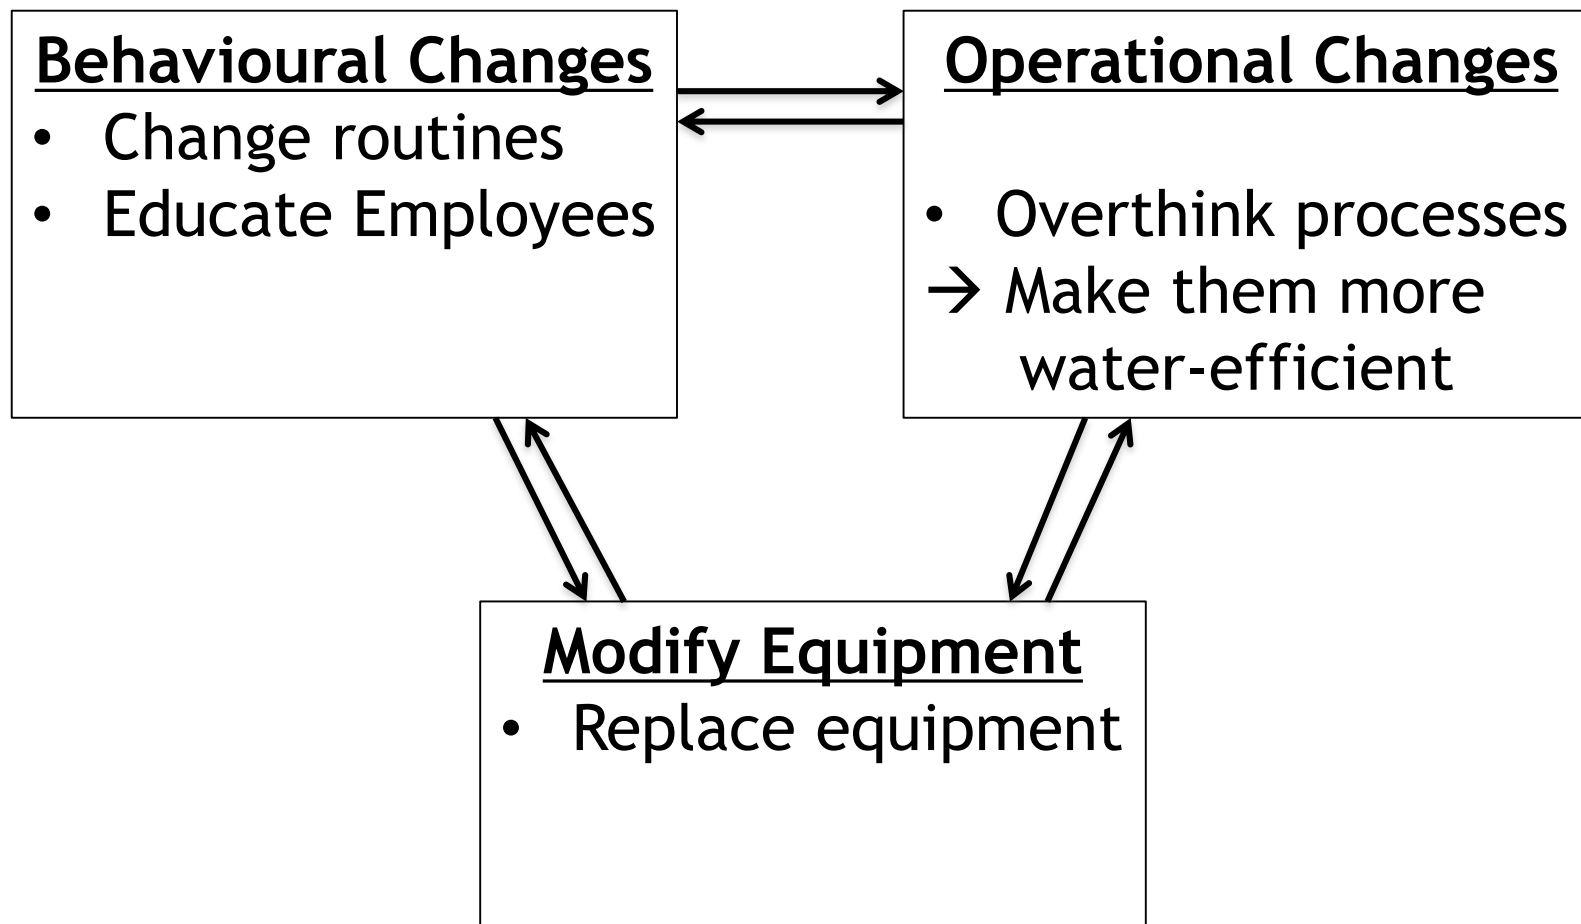 Behavioural Changes
• Change routines
• Educate Employees
Operational Changes
• Overthink processes
→ Make them more
water-efficient
Modify Equipment
• Replace equipment